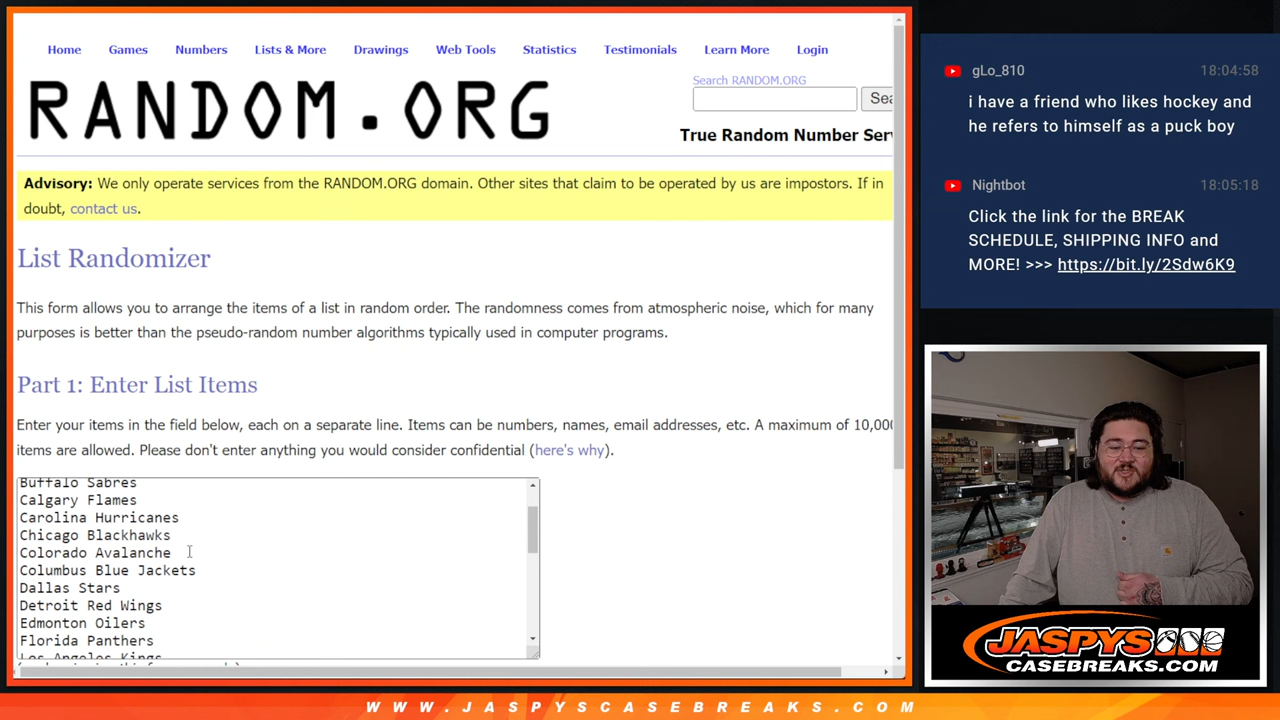 Home Games Numbers Lists & More Drawings Web Tools Statistics Testimonials Learn More Login
RANDOM.ORG
Search RANDOM.ORG
Sea
True Random Number Serv
Advisory: We only operate services from the RANDOM.ORG domain. Other sites that claim to be operated by us are impostors. If in
doubt, contact us.
List Randomizer
This form allows you to arrange the items of a list in random order. The randomness comes from atmospheric noise, which for many
purposes is better than the pseudo-random number algorithms typically used in computer programs.
Part 1: Enter List Items
Enter your items in the field below, each on a separate line. Items can be numbers, names, email addresses, etc. A maximum of 10,000
items are allowed. Please don't enter anything you would consider confidential (here's why).
Buffalo Sabres
Calgary Flames
Carolina Hurricanes
Chicago Blackhawks
Colorado Avalanche
Columbus Blue Jackets
Dallas Stars
Detroit Red Wings
Edmonton Oilers
Florida Panthers
Los Angeles Kings
gLo_810 18:04:58
i have a friend who likes hockey and
he refers to himself as a puck boy
Nightbot 18:05:18
Click the link for the BREAK
SCHEDULE, SHIPPING INFO and
MORE! >>> https://bit.ly/2Sdw6K9
JASPYS
CASEBREAKS.COM
WWW.JASPYSCASEBREAKS.COM